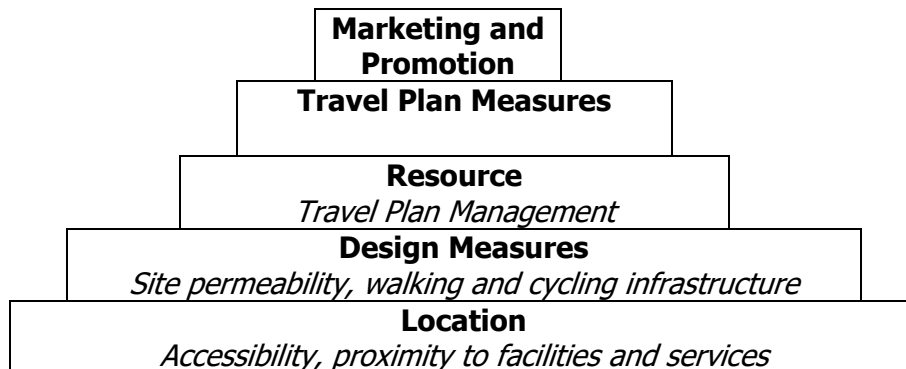 Marketing and
Promotion
Travel Plan Measures
Resource
Travel Plan Management
Design Measures
Site permeability, walking and cycling infrastructure
Location
Accessibility, proximity to facilities and services